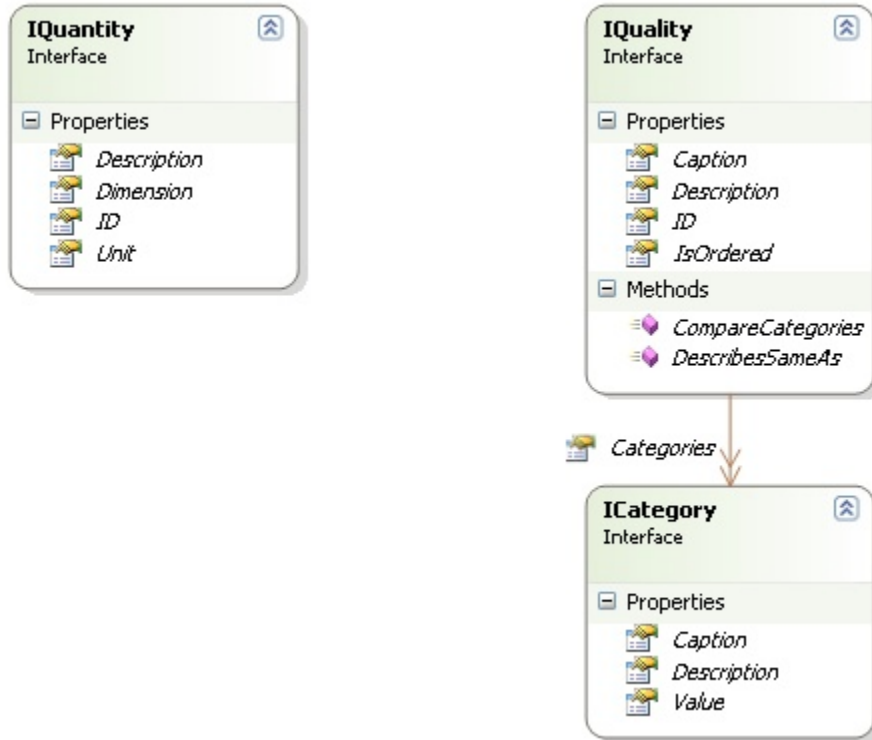 IQuantity
Interface
Properties
Description
Dimension
ID
Unit
IQuality
Interface
Properties
Caption
Description
ID
IsOrdered
Methods
CompareCategories
DescribesSameAs
Categories
ICategory
Interface
Properties
Caption
Description
Value